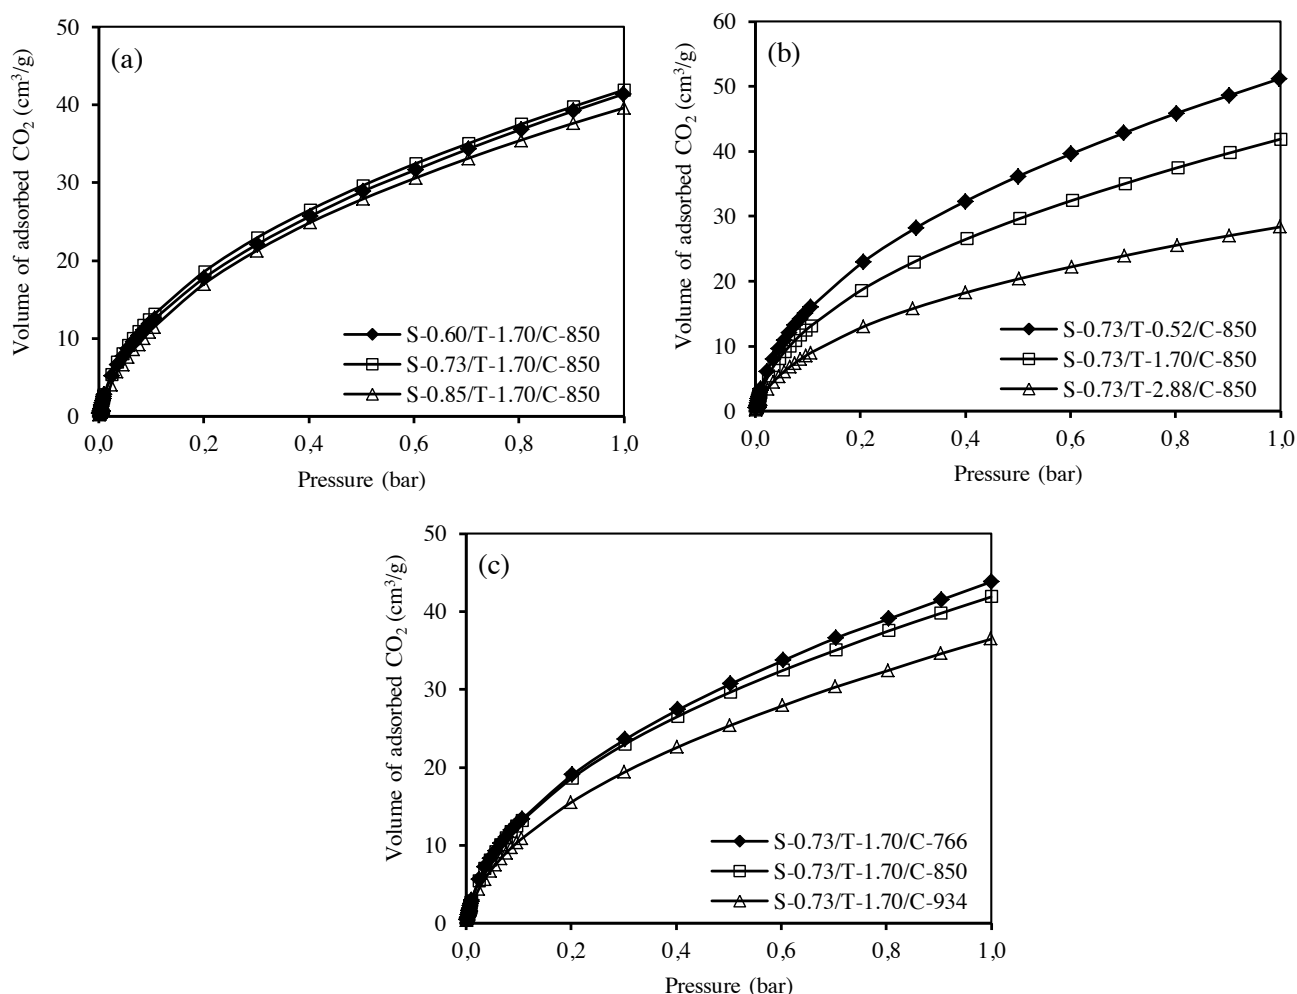 (a)
Volume of adsorbed CO₂ (cm³/g)
50
40
30
20
10
0
S-0.60/T-1.70/C-850
S-0.73/T-1.70/C-850
S-0.85/T-1.70/C-850
0,0 0,2 0,4 0,6 0,8 1,0
Pressure (bar)
(b)
Volume of adsorbed CO₂ (cm³/g)
60
50
40
30
20
10
0
S-0.73/T-0.52/C-850
S-0.73/T-1.70/C-850
S-0.73/T-2.88/C-850
0,0 0,2 0,4 0,6 0,8 1,0
Pressure (bar)
(c)
Volume of adsorbed CO₂ (cm³/g)
50
40
30
20
10
0
S-0.73/T-1.70/C-766
S-0.73/T-1.70/C-850
S-0.73/T-1.70/C-934
0,0 0,2 0,4 0,6 0,8 1,0
Pressure (bar)